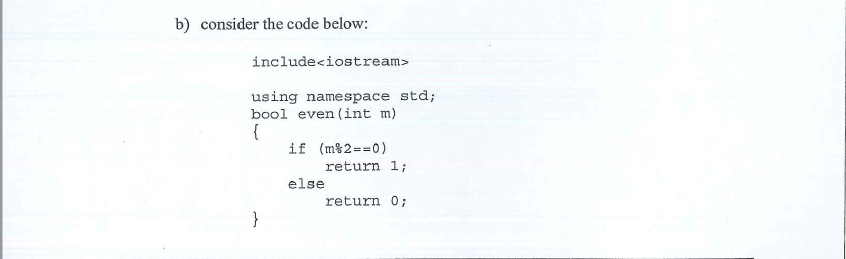 b) consider the code below:
include<iostream>
using namespace std;
bool even(int m)
{
if (m%2==0)
return 1;
else
return 0;
}